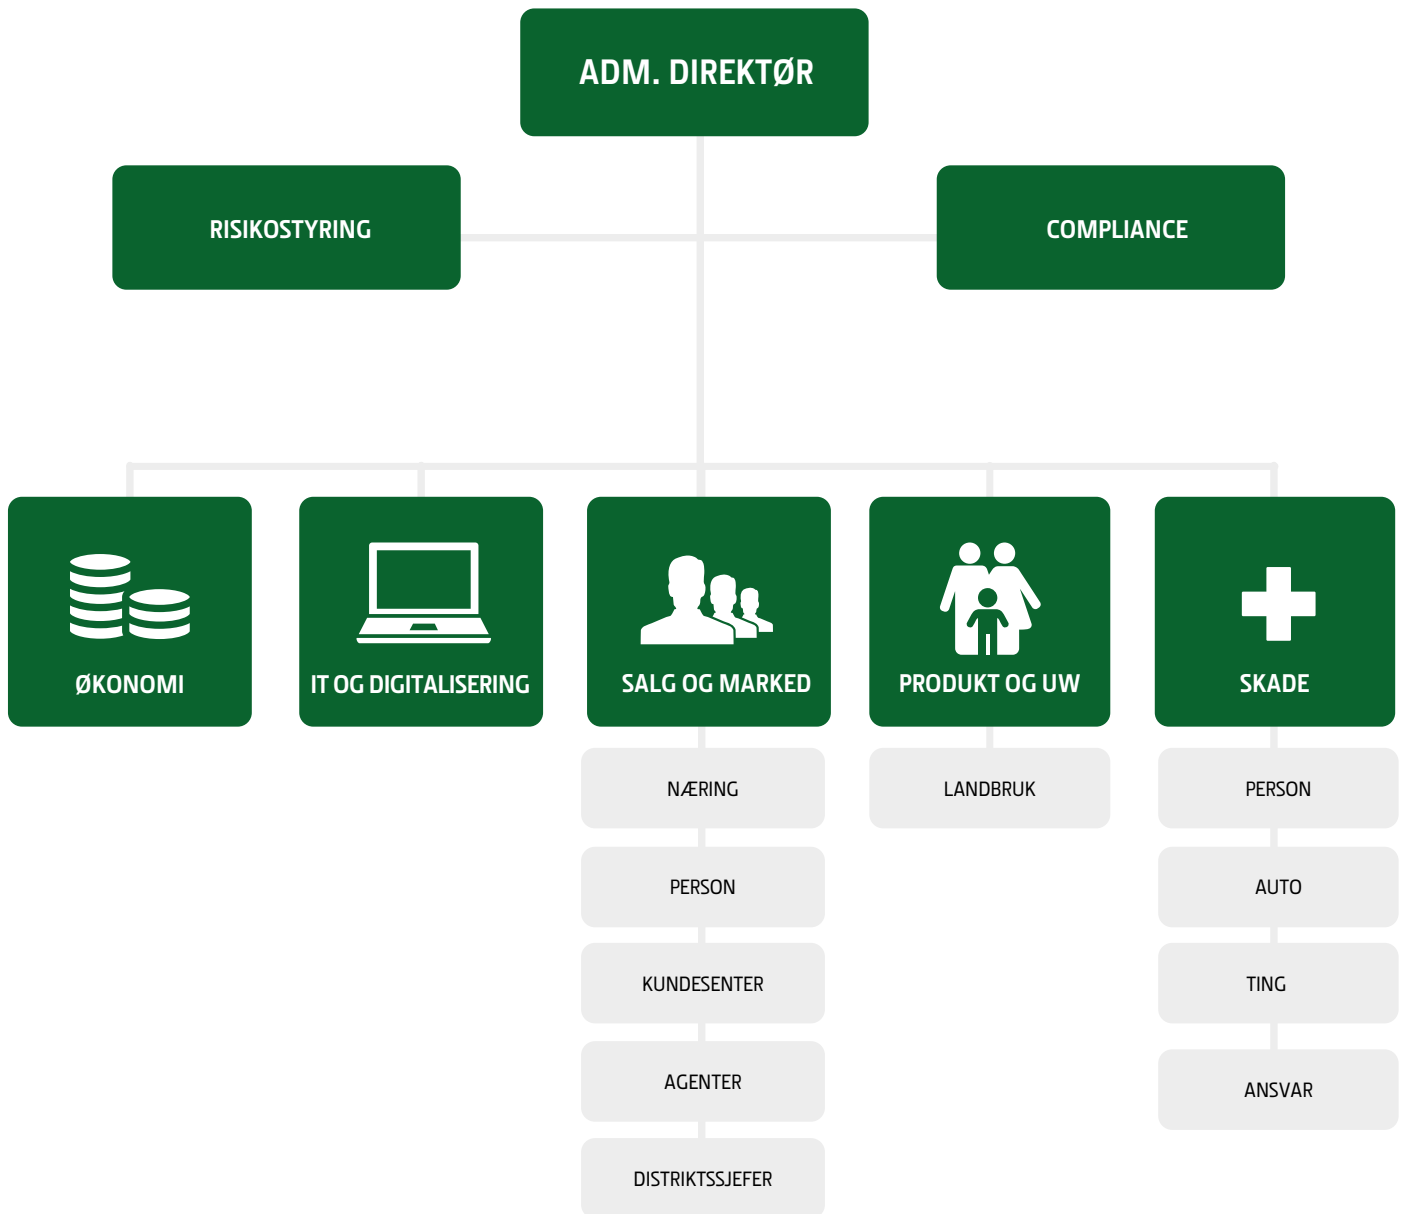 ADM. DIREKTØR
RISIKOSTYRING
COMPLIANCE
ØKONOMI
IT OG DIGITALISERING
SALG OG MARKED
PRODUKT OG UW
SKADE
NÆRING
LANDBRUK
PERSON
PERSON
AUTO
KUNDESENTER
TING
AGENTER
ANSVAR
DISTRIKTSSJEFER